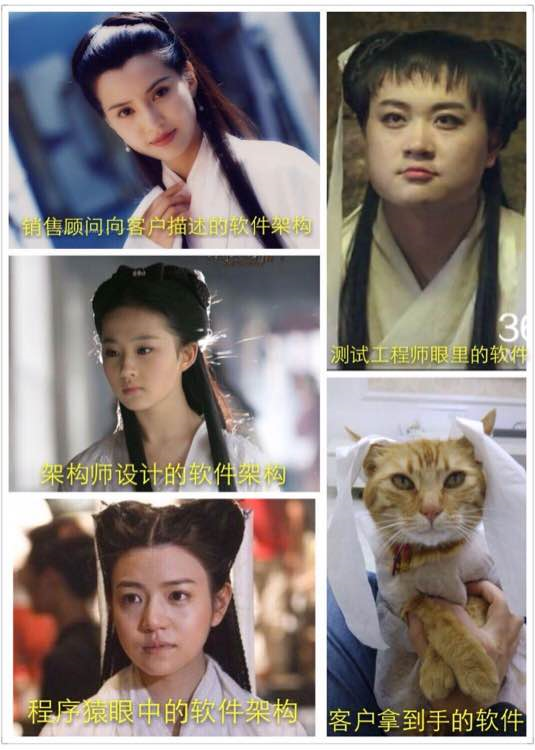 销售顾问向客户描述的软件架构
架构师设计的软件架构
程序猿眼中的软件架构
36
测试工程师眼里的软件
客户拿到手的软件